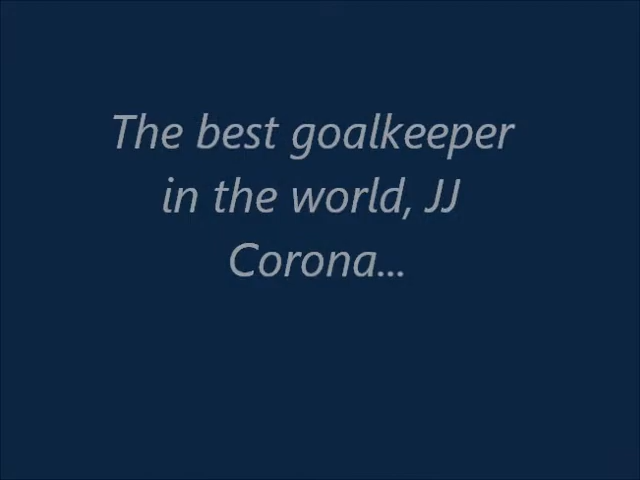 The best goalkeeper
in the world, JJ
Corona...